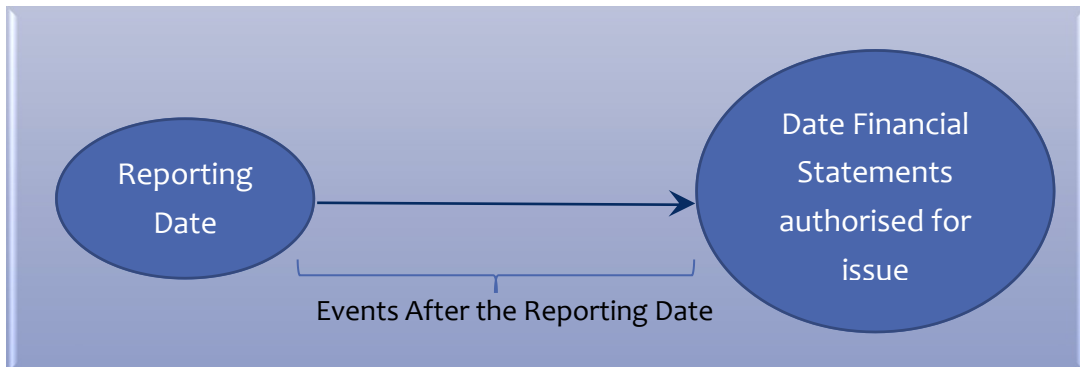 Reporting
Date
Date Financial
Statements
authorised for
issue
Events After the Reporting Date